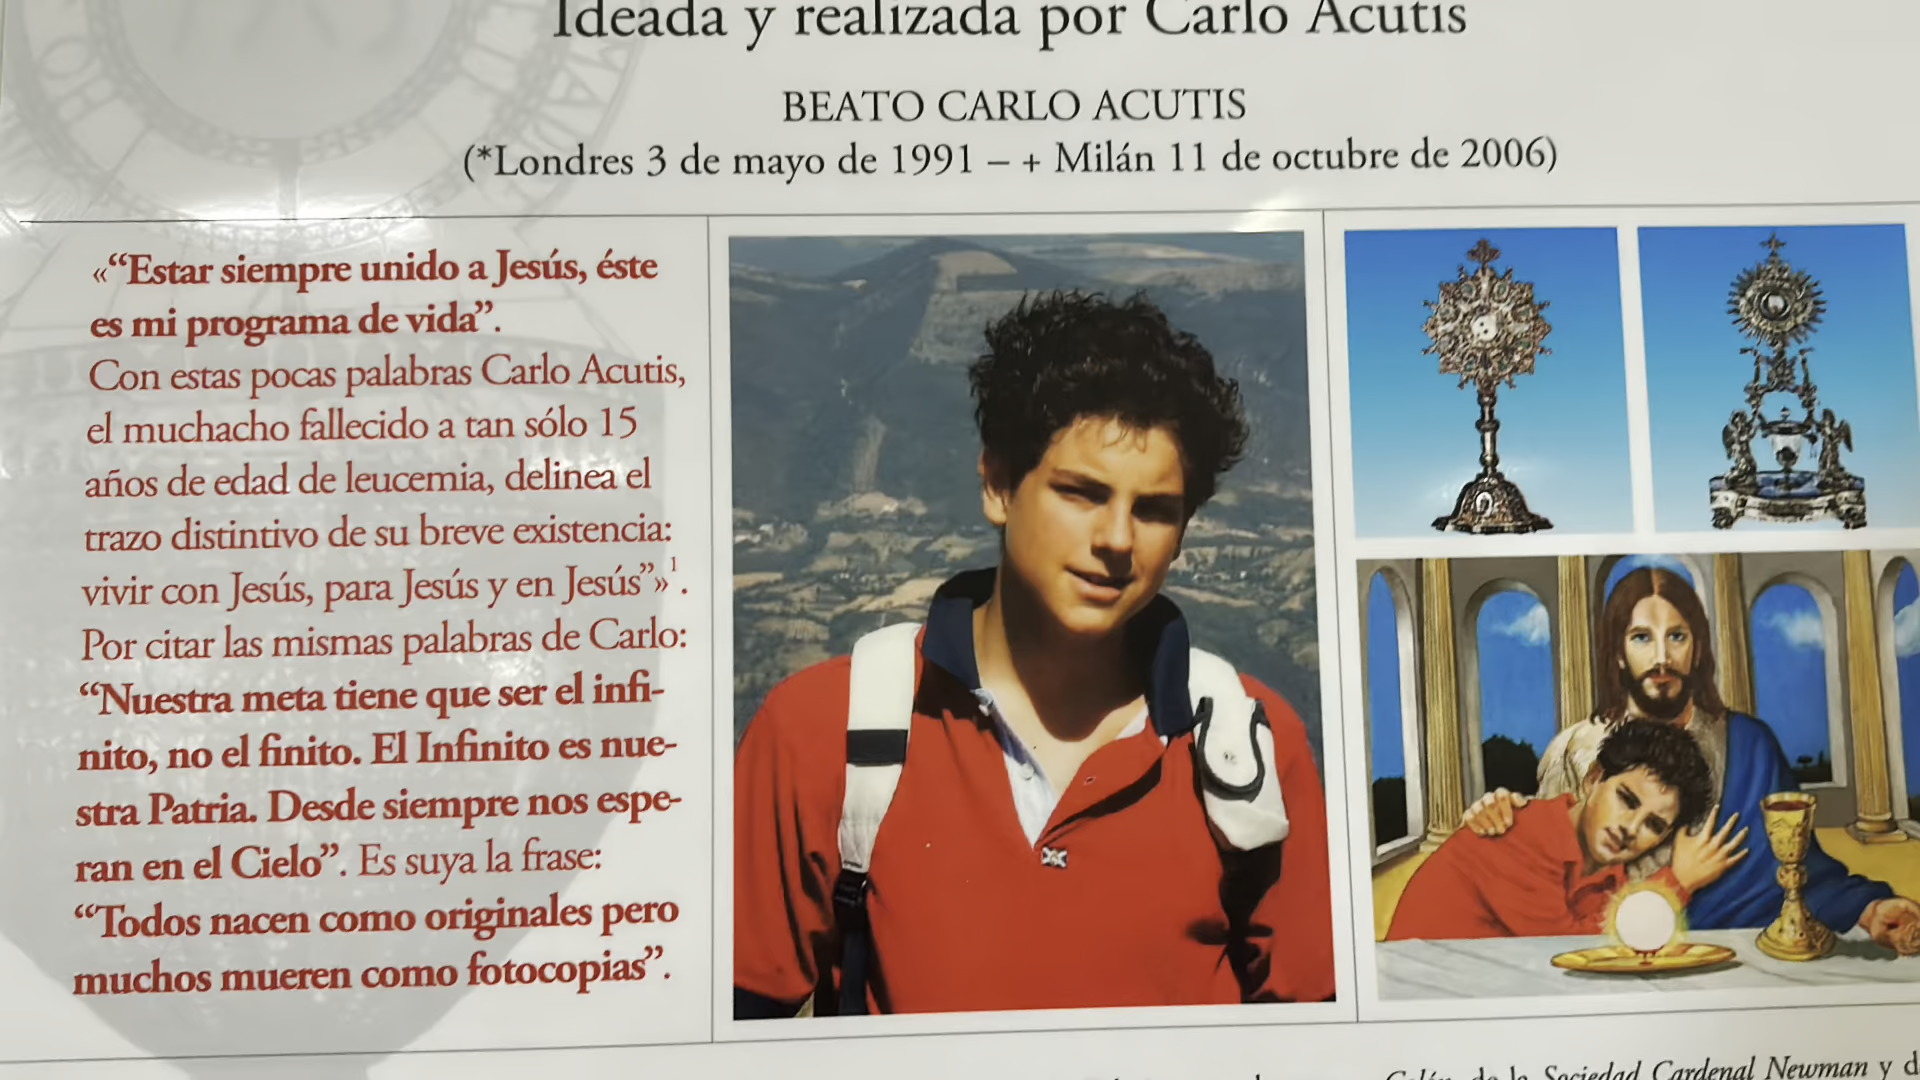 Ideada y realizada por Carlo Acutis
BEATO CARLO ACUTIS
(*Londres 3 de mayo de 1991 – + Milán 11 de octubre de 2006)
«“Estar siempre unido a Jesús, éste
es mi programa de vida”.
Con estas pocas palabras Carlo Acutis,
el muchacho fallecido a tan sólo 15
años de edad de leucemia, delinea el
trazo distintivo de su breve existencia:
vivir con Jesús, para Jesús y en Jesús”»¹.
Por citar las mismas palabras de Carlo:
“Nuestra meta tiene que ser el infi-
nito, no el finito. El Infinito es nue-
stra Patria. Desde siempre nos espe-
ran en el Cielo”. Es suya la frase:
“Todos nacen como originales pero
muchos mueren como fotocopias”.
de la Sociedad Cardenal Newman y d